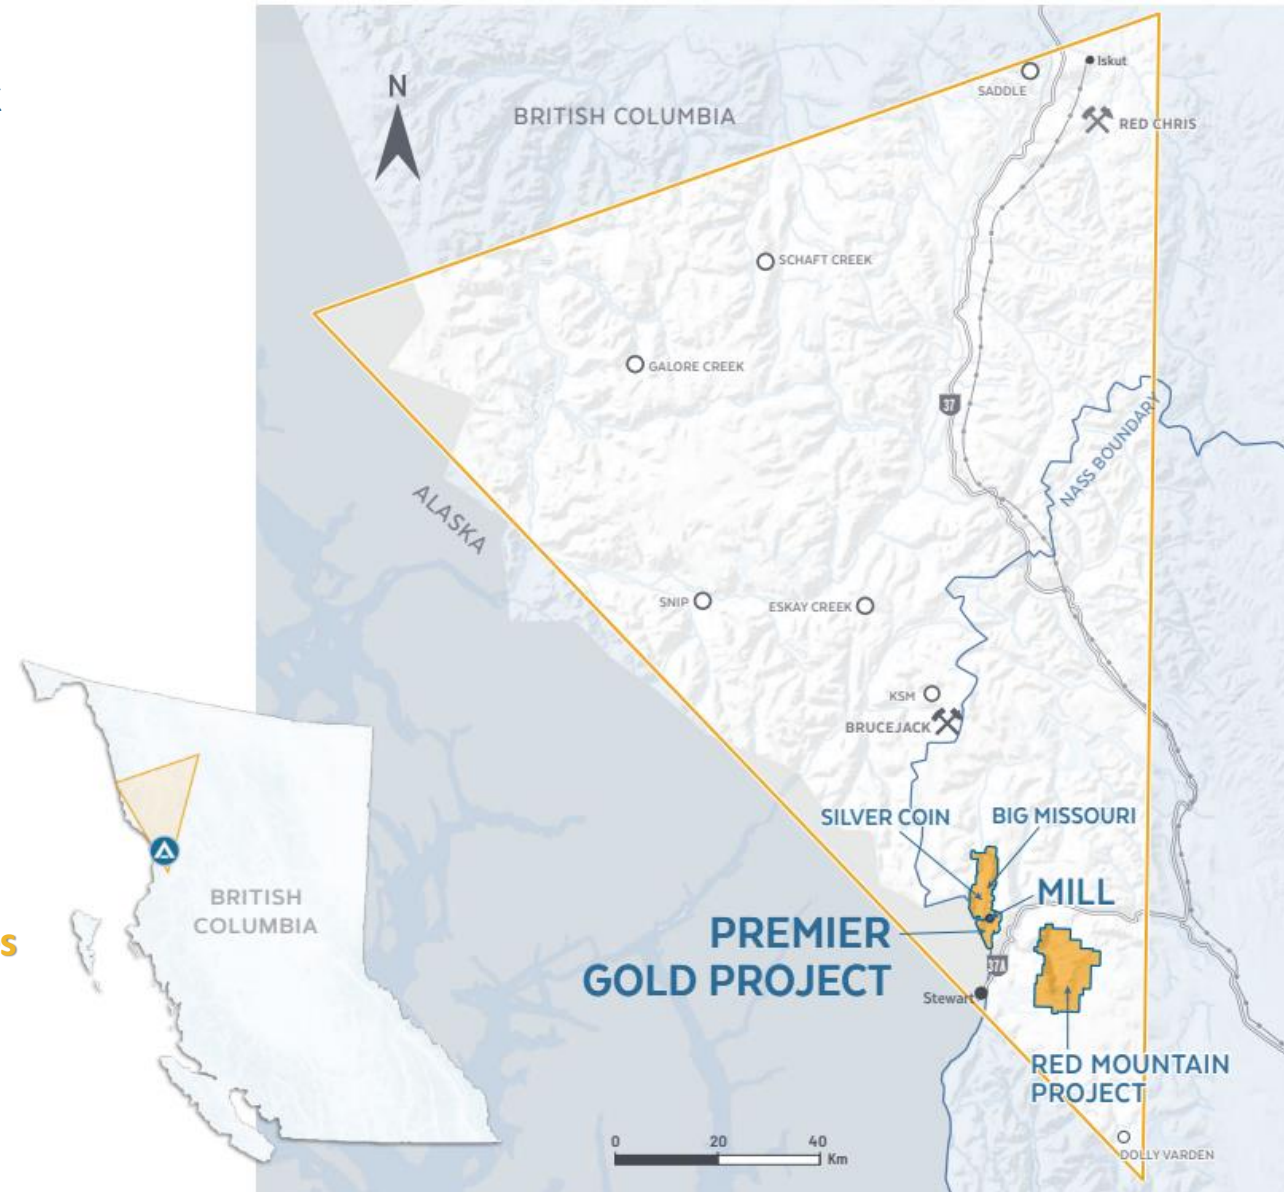 N
BRITISH COLUMBIA
Iskut
SADDLE
RED CHRIS
SCHAFT CREEK
GALORE CREEK
37
NASS BOUNDARY
ALASKA
SNIP
ESKAY CREEK
KSM
BRUCEJACK
SILVER COIN
BIG MISSOURI
MILL
PREMIER
GOLD PROJECT
37A
Stewart
RED MOUNTAIN
PROJECT
DOLLY VARDEN
0 20 40
Km
BRITISH
COLUMBIA
s